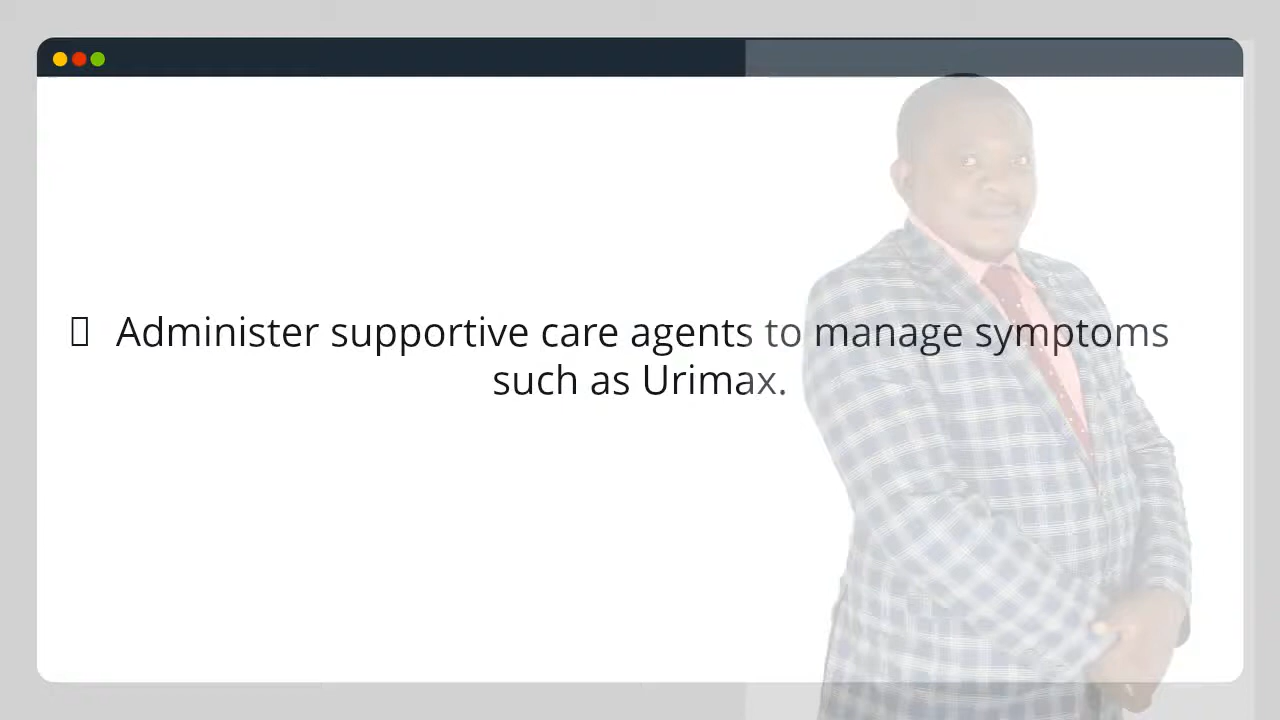 ▯ Administer supportive care agents to manage symptoms
such as Urimax.